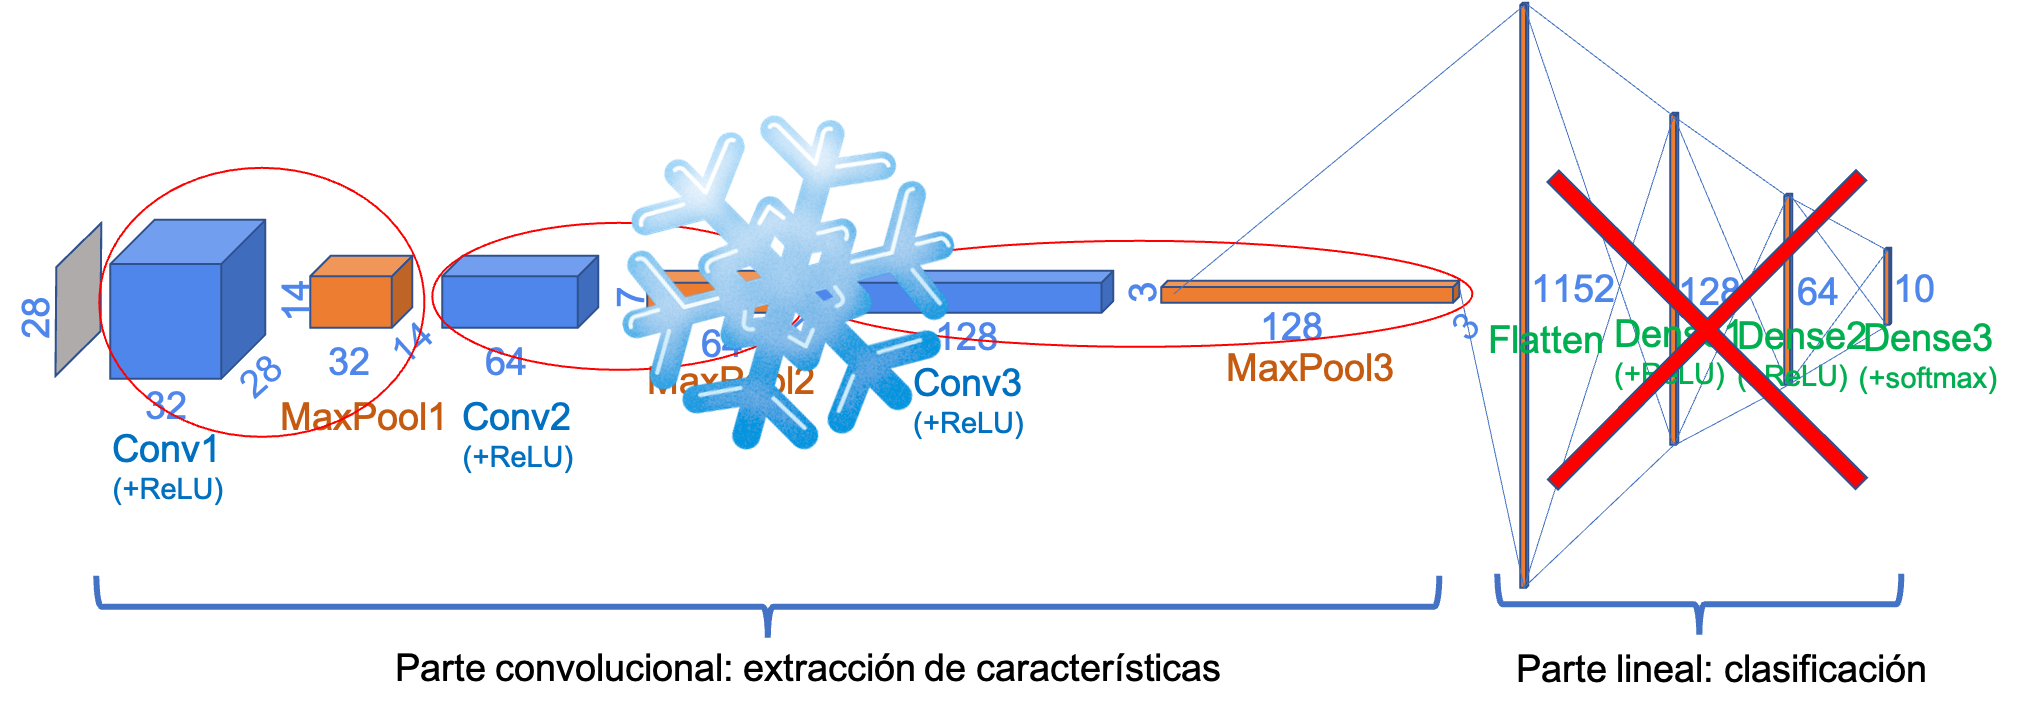 28
32
28
Conv1
(+ReLU)
14
32
14
MaxPool1
64
Conv2
(+ReLU)
7
64
MaxPool2
128
Conv3
(+ReLU)
3
128
3
MaxPool3
1152
Flatten
128
Dense1
(+ReLU)
64
Dense2
(+ReLU)
10
Dense3
(+softmax)
Parte convolucional: extracción de características
Parte lineal: clasificación